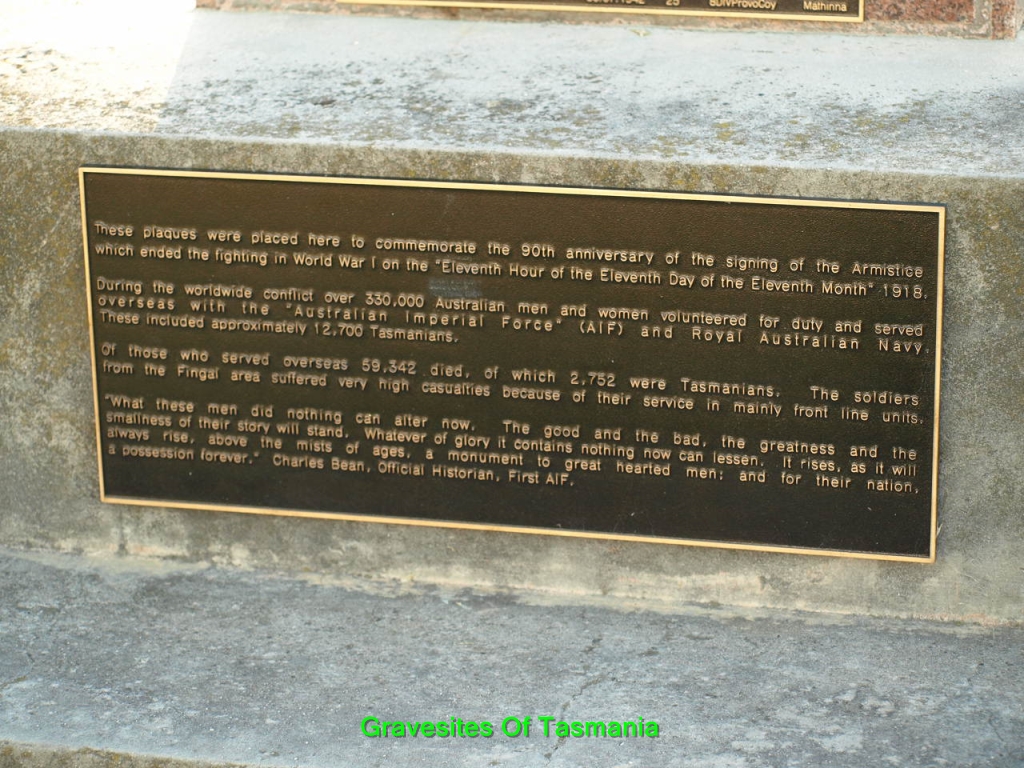 25 8DivProvoCoy Mathinna
These plaques were placed here to commemorate the 90th anniversary of the signing of the Armistice
which ended the fighting in World War I on the "Eleventh Hour of the Eleventh Day of the Eleventh Month" 1918.
During the worldwide conflict over 330,000 Australian men and women volunteered for duty and served
overseas with the "Australian Imperial Force" (AIF) and Royal Australian Navy.
These included approximately 12,700 Tasmanians.
Of those who served overseas 59,342 died, of which 2,752 were Tasmanians. The soldiers
from the Fingal area suffered very high casualties because of their service in mainly front line units.
"What these men did nothing can alter now. The good and the bad, the greatness and the
smallness of their story will stand. Whatever of glory it contains nothing now can lessen. It rises, as it will
always rise, above the mists of ages, a monument to great hearted men; and for their nation,
a possession forever." Charles Bean, Official Historian, First AIF.
Gravesites Of Tasmania